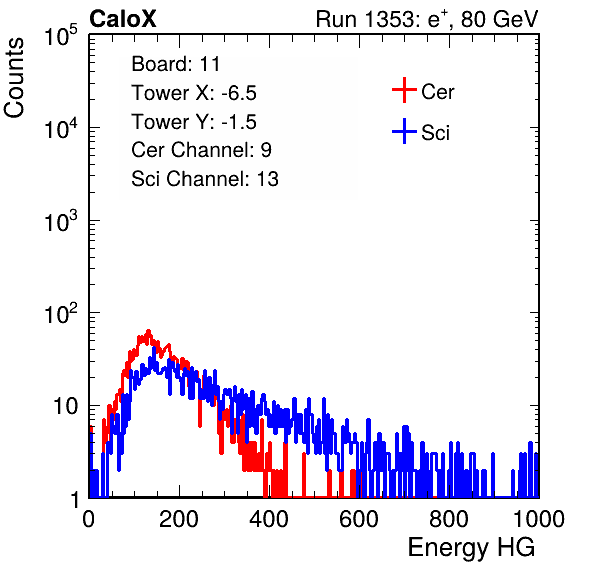 CaloX Run 1353: e⁺, 80 GeV
Counts
10⁵
10⁴
10³
10²
10
1
Board: 11
Tower X: -6.5
Tower Y: -1.5
Cer Channel: 9
Sci Channel: 13
Cer
Sci
0 200 400 600 800 1000
Energy HG